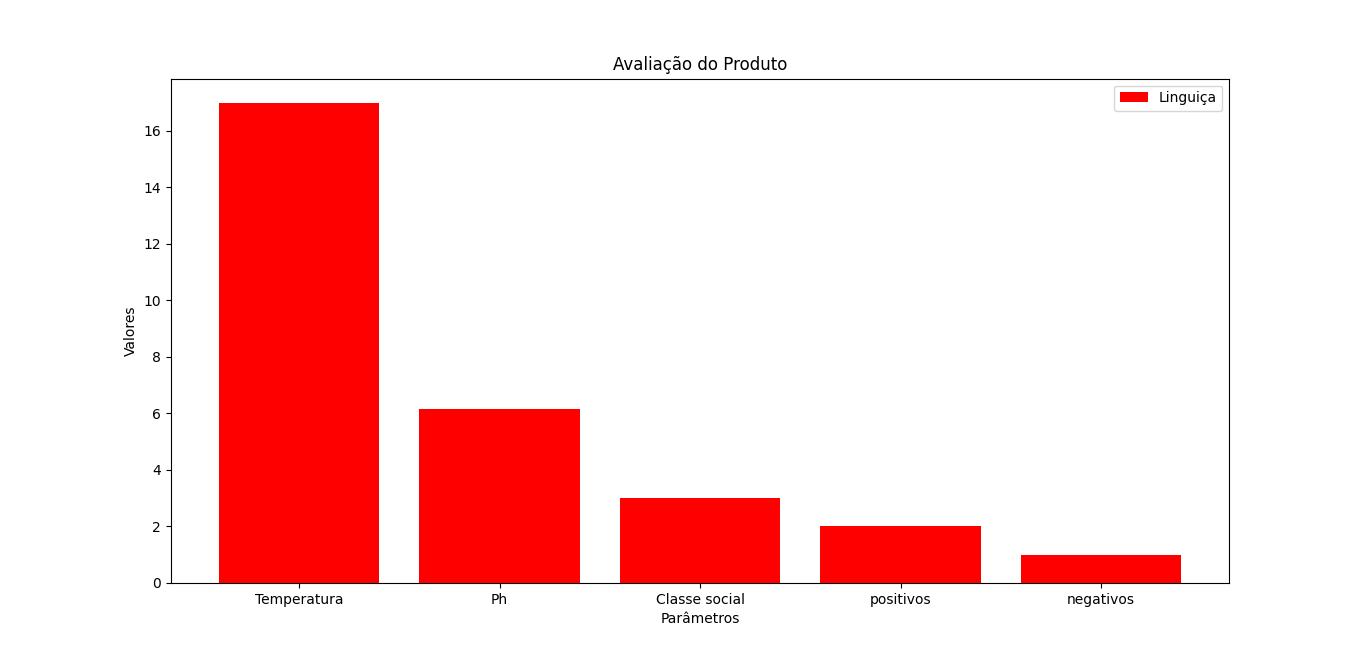 Avaliação do Produto
Linguiça
16
14
12
10
8
6
4
2
0
Valores
Temperatura Ph Classe social positivos negativos
Parâmetros